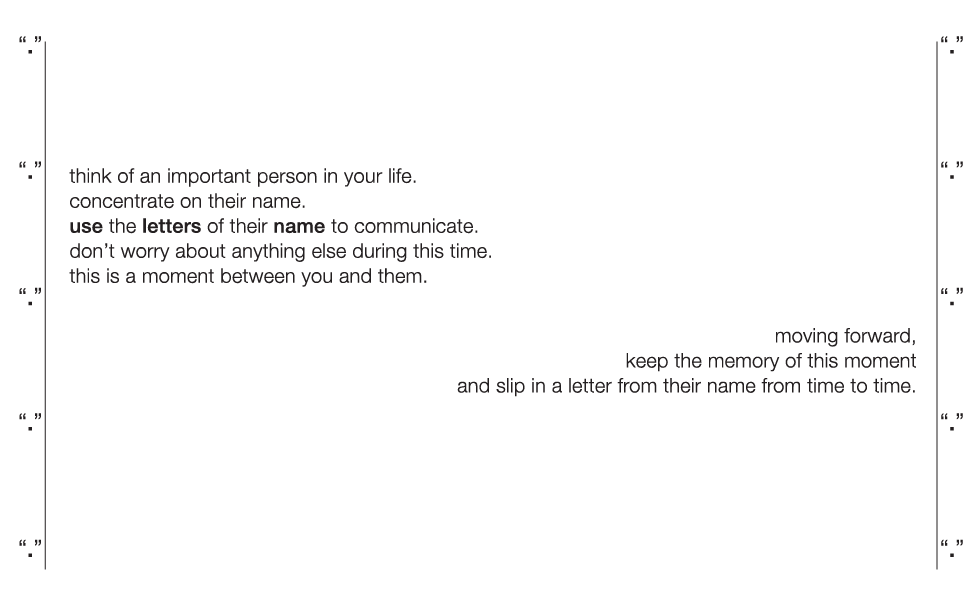 “.” “.”
“.” “.”
think of an important person in your life.
concentrate on their name.
use the letters of their name to communicate.
don’t worry about anything else during this time.
this is a moment between you and them.
“.” “.”
moving forward,
keep the memory of this moment
and slip in a letter from their name from time to time.
“.” “.”
“.” “.”